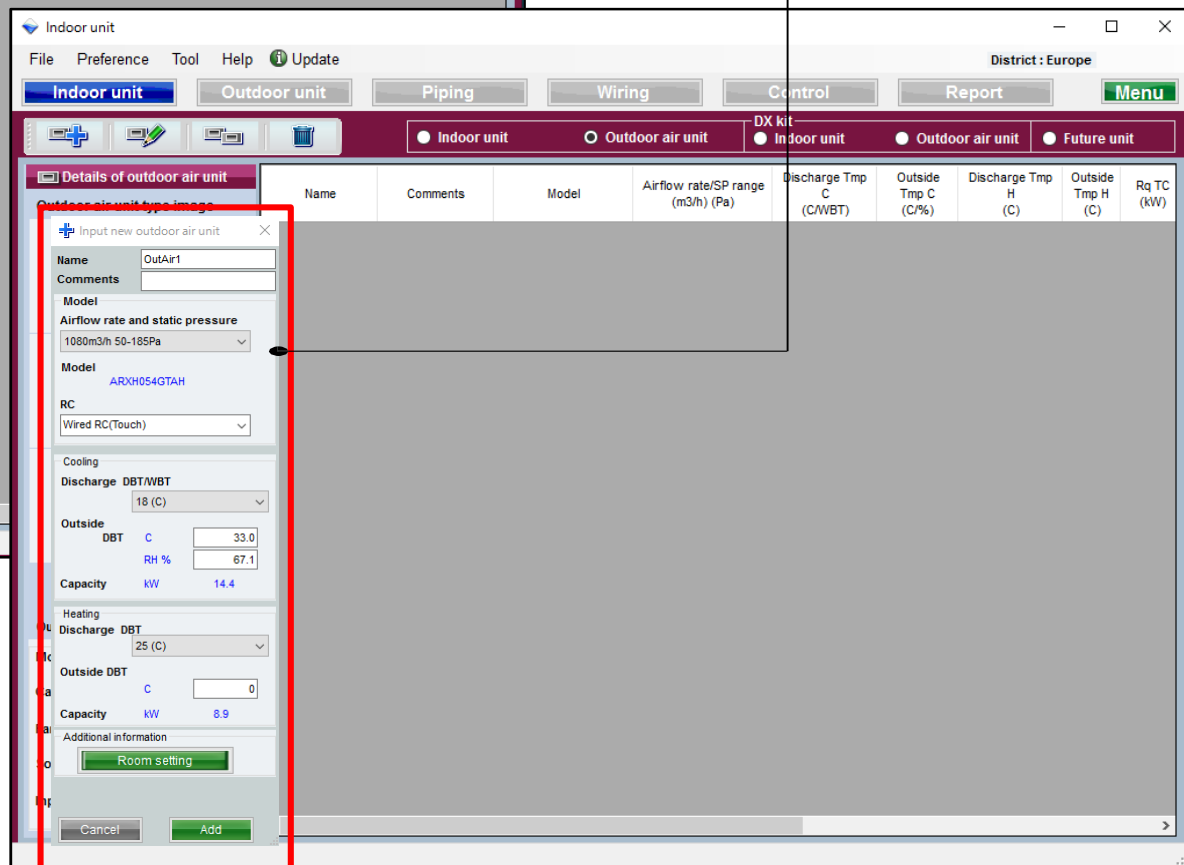 Indoor unit
File Preference Tool Help Update
District : Europe
Indoor unit Outdoor unit Piping Wiring Control Report Menu
DX kit
Indoor unit Outdoor air unit Indoor unit Outdoor air unit Future unit
Details of outdoor air unit
Outdoor air unit type image
Name Comments Model Airflow rate/SP range (m3/h) (Pa) Discharge Tmp C (C/WBT) Outside Tmp C (C/%) Discharge Tmp H (C) Outside Tmp H (C) Rq TC (kW)
Input new outdoor air unit
Name OutAir1
Comments
Model
Airflow rate and static pressure
1080m3/h 50-185Pa
Model
ARXH054GTAH
RC
Wired RC(Touch)
Cooling
Discharge DBT/WBT
18 (C)
Outside
DBT C 33.0
RH % 67.1
Capacity kW 14.4
Heating
Discharge DBT
25 (C)
Outside DBT
C 0
Capacity kW 8.9
Additional information
Room setting
Cancel Add